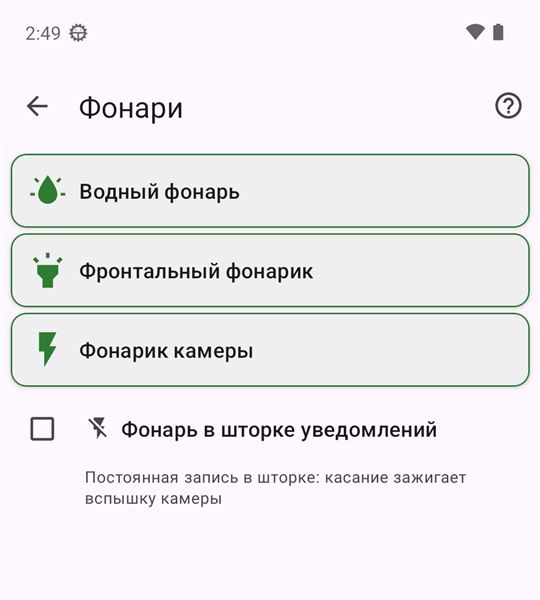 2:49
Фонари
Водный фонарь
Фронтальный фонарик
Фонарик камеры
Фонарь в шторке уведомлений
Постоянная запись в шторке: касание зажигает
вспышку камеры